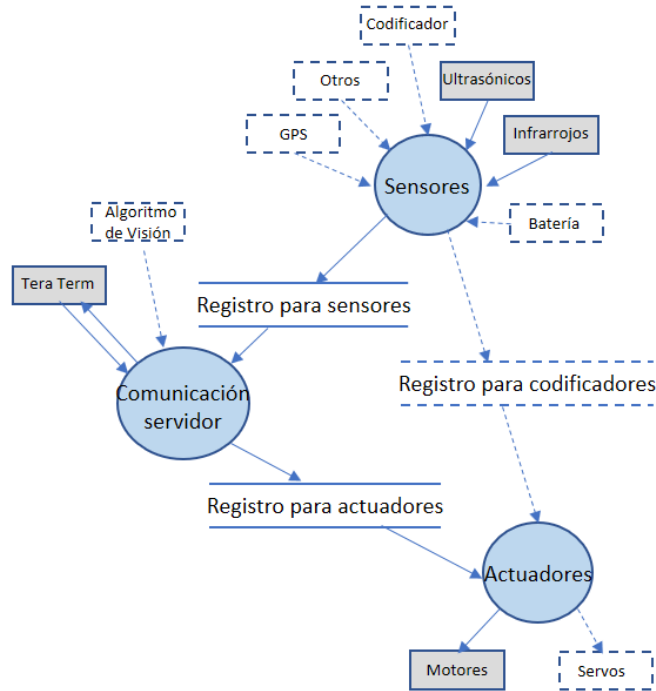 Codificador
Otros
Ultrasónicos
GPS
Infrarrojos
Sensores
Algoritmo
de Visión
Batería
Tera Term
Registro para sensores
Comunicación
servidor
Registro para codificadores
Registro para actuadores
Actuadores
Motores
Servos